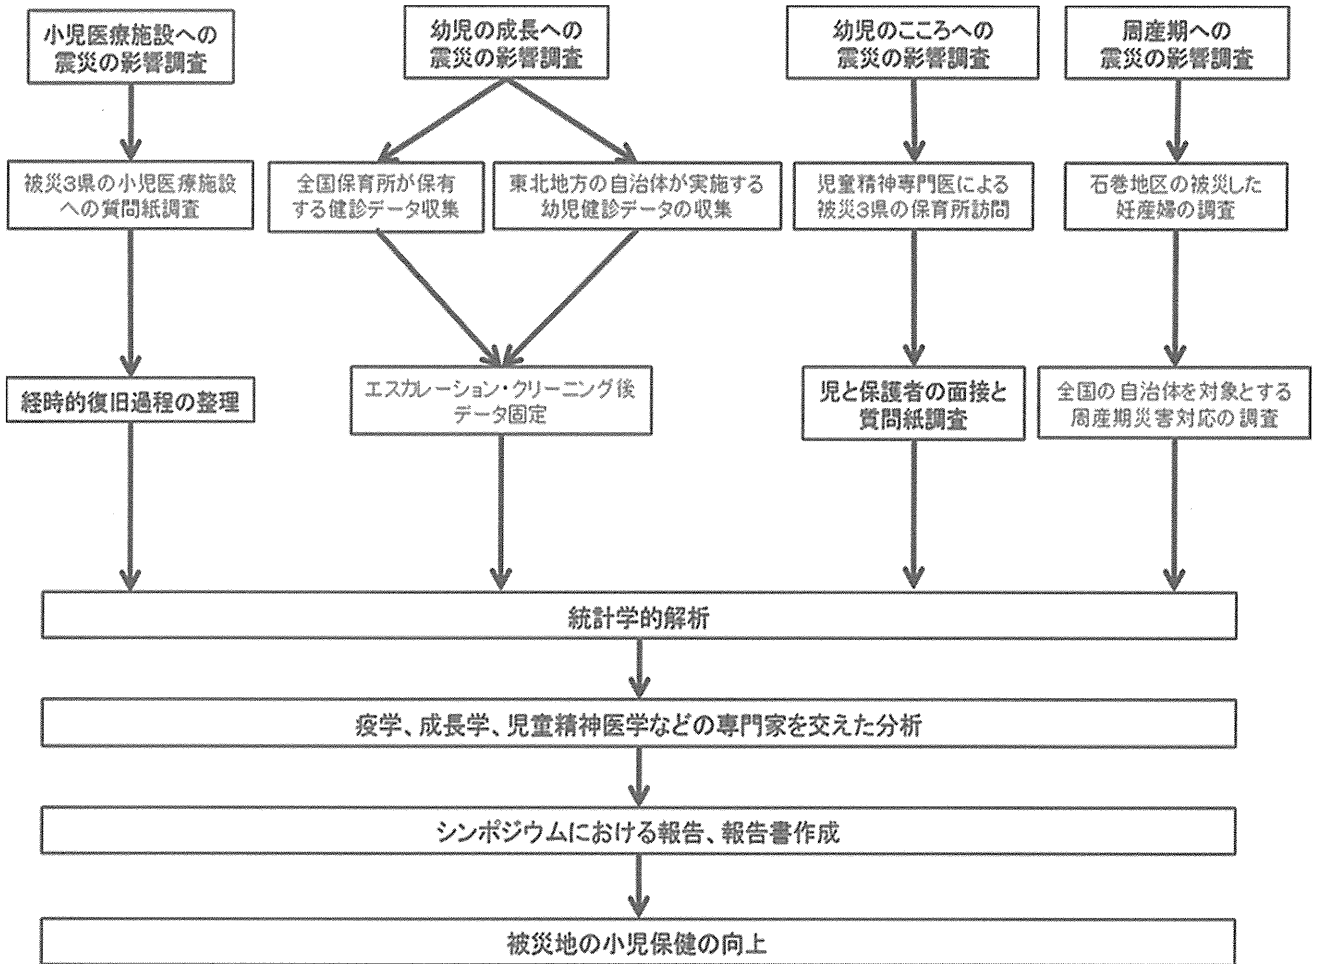 小児医療施設への
震災の影響調査
幼児の成長への
震災の影響調査
幼児のこころへの
震災の影響調査
周産期への
震災の影響調査
被災3県の小児医療施設
への質問紙調査
全国保育所が保有
する健診データ収集
東北地方の自治体が実施する
幼児健診データの収集
児童精神専門医による
被災3県の保育所訪問
石巻地区の被災した
妊産婦の調査
経時的復旧過程の整理
エスカレーション・クリーニング後
データ固定
児と保護者の面接と
質問紙調査
全国の自治体を対象とする
周産期災害対応の調査
統計学的解析
疫学、成長学、児童精神医学などの専門家を交えた分析
シンポジウムにおける報告、報告書作成
被災地の小児保健の向上